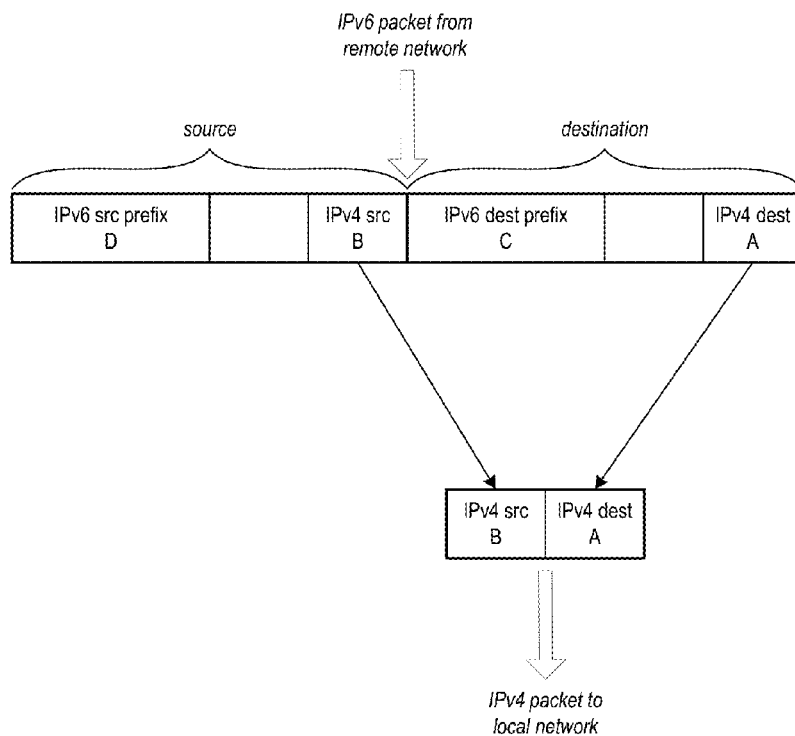 IPv6 packet from
remote network
source
destination
IPv6 src prefix
D
IPv4 src
B
IPv6 dest prefix
C
IPv4 dest
A
IPv4 src
B
IPv4 dest
A
IPv4 packet to
local network